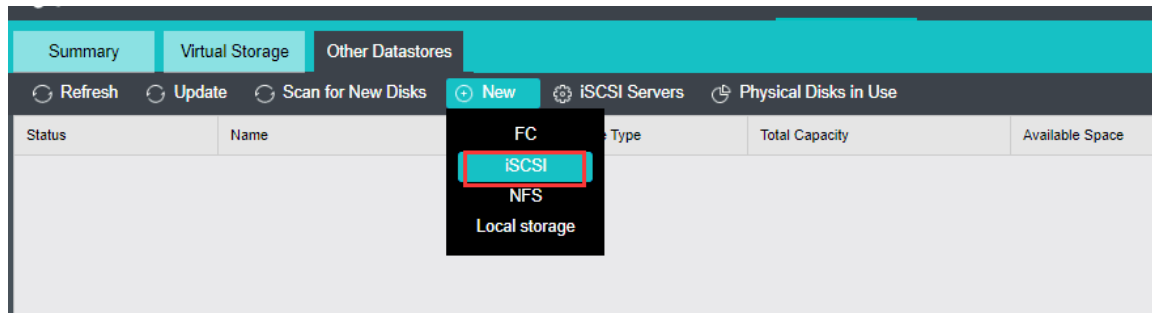 Summary Virtual Storage Other Datastores
Refresh Update Scan for New Disks New iSCSI Servers Physical Disks in Use
Status Name Type Total Capacity Available Space
FC
iSCSI
NFS
Local storage